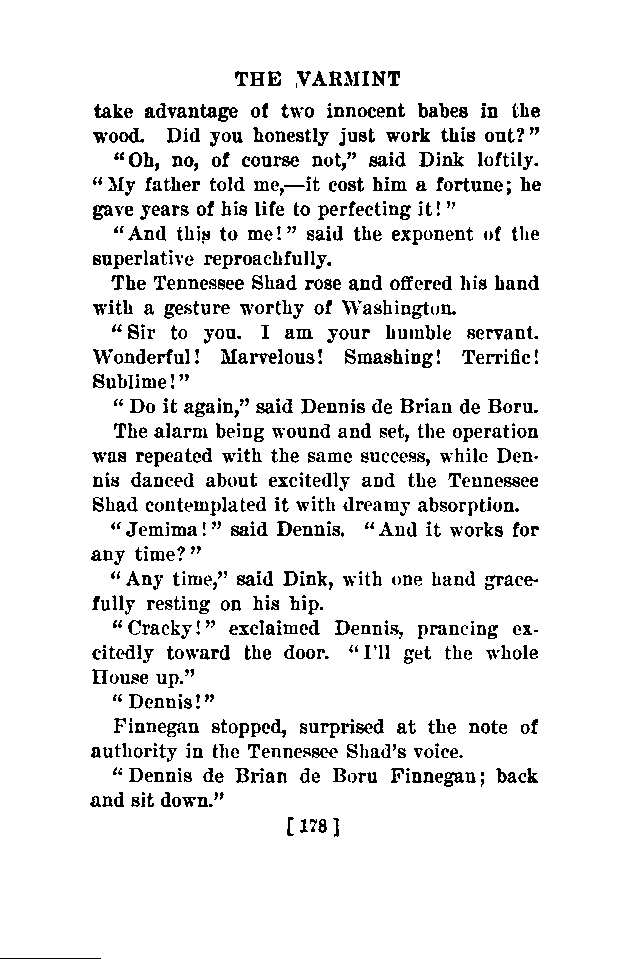 THE VARMINT
take advantage of two innocent babes in the
wood. Did you honestly just work this out?"
"Oh, no, of course not," said Dink loftily.
"My father told me,—it cost him a fortune; he
gave years of his life to perfecting it!"
"And this to me!" said the exponent of the
superlative reproachfully.
The Tennessee Shad rose and offered his hand
with a gesture worthy of Washington.
"Sir to you. I am your humble servant.
Wonderful! Marvelous! Smashing! Terrific!
Sublime!"
"Do it again," said Dennis de Brian de Boru.
The alarm being wound and set, the operation
was repeated with the same success, while Den-
nis danced about excitedly and the Tennessee
Shad contemplated it with dreamy absorption.
"Jemima!" said Dennis. "And it works for
any time?"
"Any time," said Dink, with one hand grace-
fully resting on his hip.
"Cracky!" exclaimed Dennis, prancing ex-
citedly toward the door. "I'll get the whole
House up."
"Dennis!"
Finnegan stopped, surprised at the note of
authority in the Tennessee Shad's voice.
"Dennis de Brian de Boru Finnegan; back
and sit down."
[178]